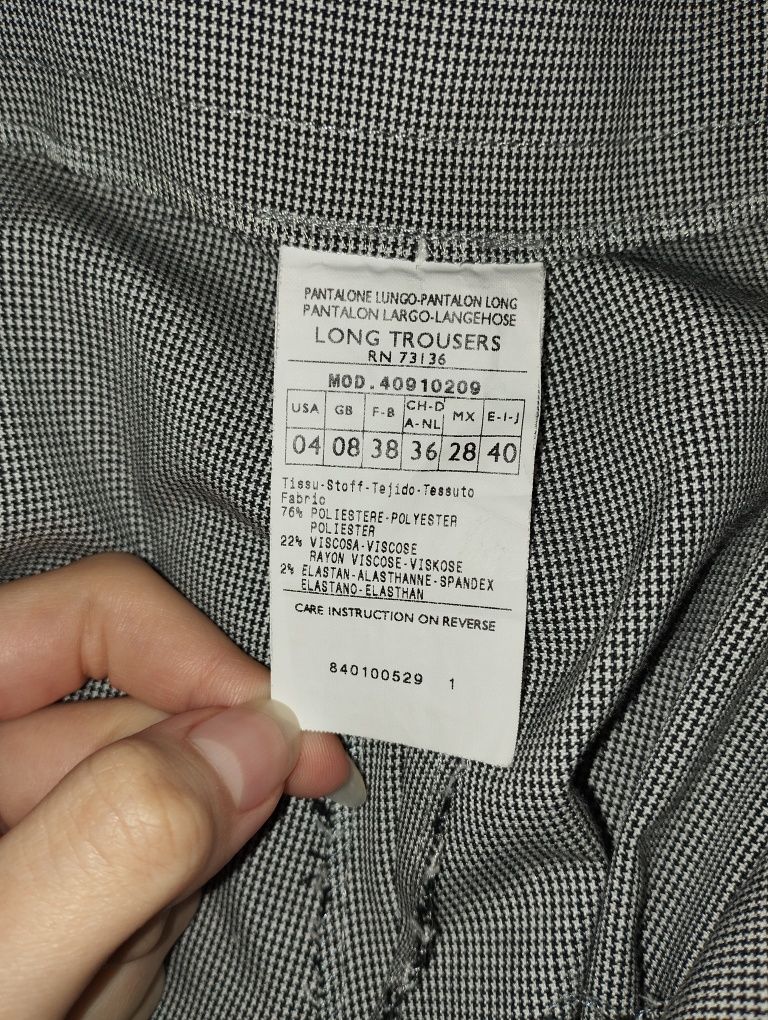 PANTALONE LUNGO-PANTALON LONG
PANTALON LARGO-LANGEHOSE
LONG TROUSERS
RN 73136
MOD.40910209
USA GB F-B CH-D A-NL MX E-I-J
04 08 38 36 28 40
Tissu-Stoff-Tejido-Tessuto
Fabric
76% POLIESTERE-POLYESTER
POLIESTER
22% VISCOSA-VISCOSE
RAYON VISCOSE-VISKOSE
2% ELASTAN-ALASTHANNE-SPANDEX
ELASTANO-ELASTHAN
CARE INSTRUCTION ON REVERSE
840100529 1